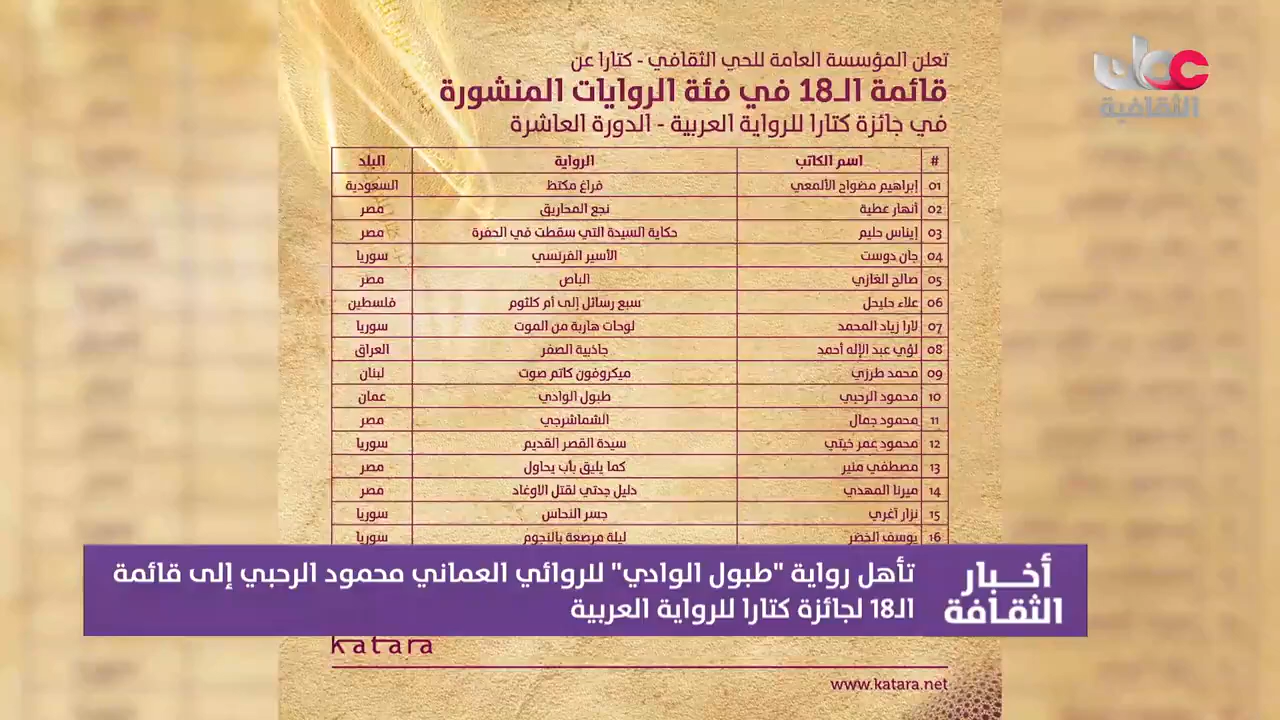 عمان
الثقافية
تعلن المؤسسة العامة للحي الثقافي - كتارا عن
قائمة الـ18 في فئة الروايات المنشورة
في جائزة كتارا للرواية العربية - الدورة العاشرة
# اسم الكاتب الرواية البلد
01 إبراهيم مضواح الألمعي فراغ مكتظ السعودية
02 أنهار عطية نجع المحاريق مصر
03 إيناس حليم حكاية السيدة التي سقطت في الحفرة مصر
04 جان دوست الأسير الفرنسي سوريا
05 صالح الغازي الباص مصر
06 علاء حليحل سبع رسائل إلى أم كلثوم فلسطين
07 لارا زياد المحمد لوحات هاربة من الموت سوريا
08 لؤي عبد الإله أحمد جاذبية الصفر العراق
09 محمد طرزي ميكروفون كاتم صوت لبنان
10 محمود الرحبي طبول الوادي عمان
11 محمود جمال الشماشرجي مصر
12 محمود عمر خيتي سيدة القصر القديم سوريا
13 مصطفي منير كما يليق بأب يحاول مصر
14 ميرنا المهدي دليل جدتي لقتل الاوغاد مصر
15 نزار آغري جسر النحاس سوريا
16 يوسف الخضر ليلة مرصعة بالنجوم سوريا
أخبار
الثقافة
تأهل رواية "طبول الوادي" للروائي العماني محمود الرحبي إلى قائمة
الـ18 لجائزة كتارا للرواية العربية
katara
www.katara.net